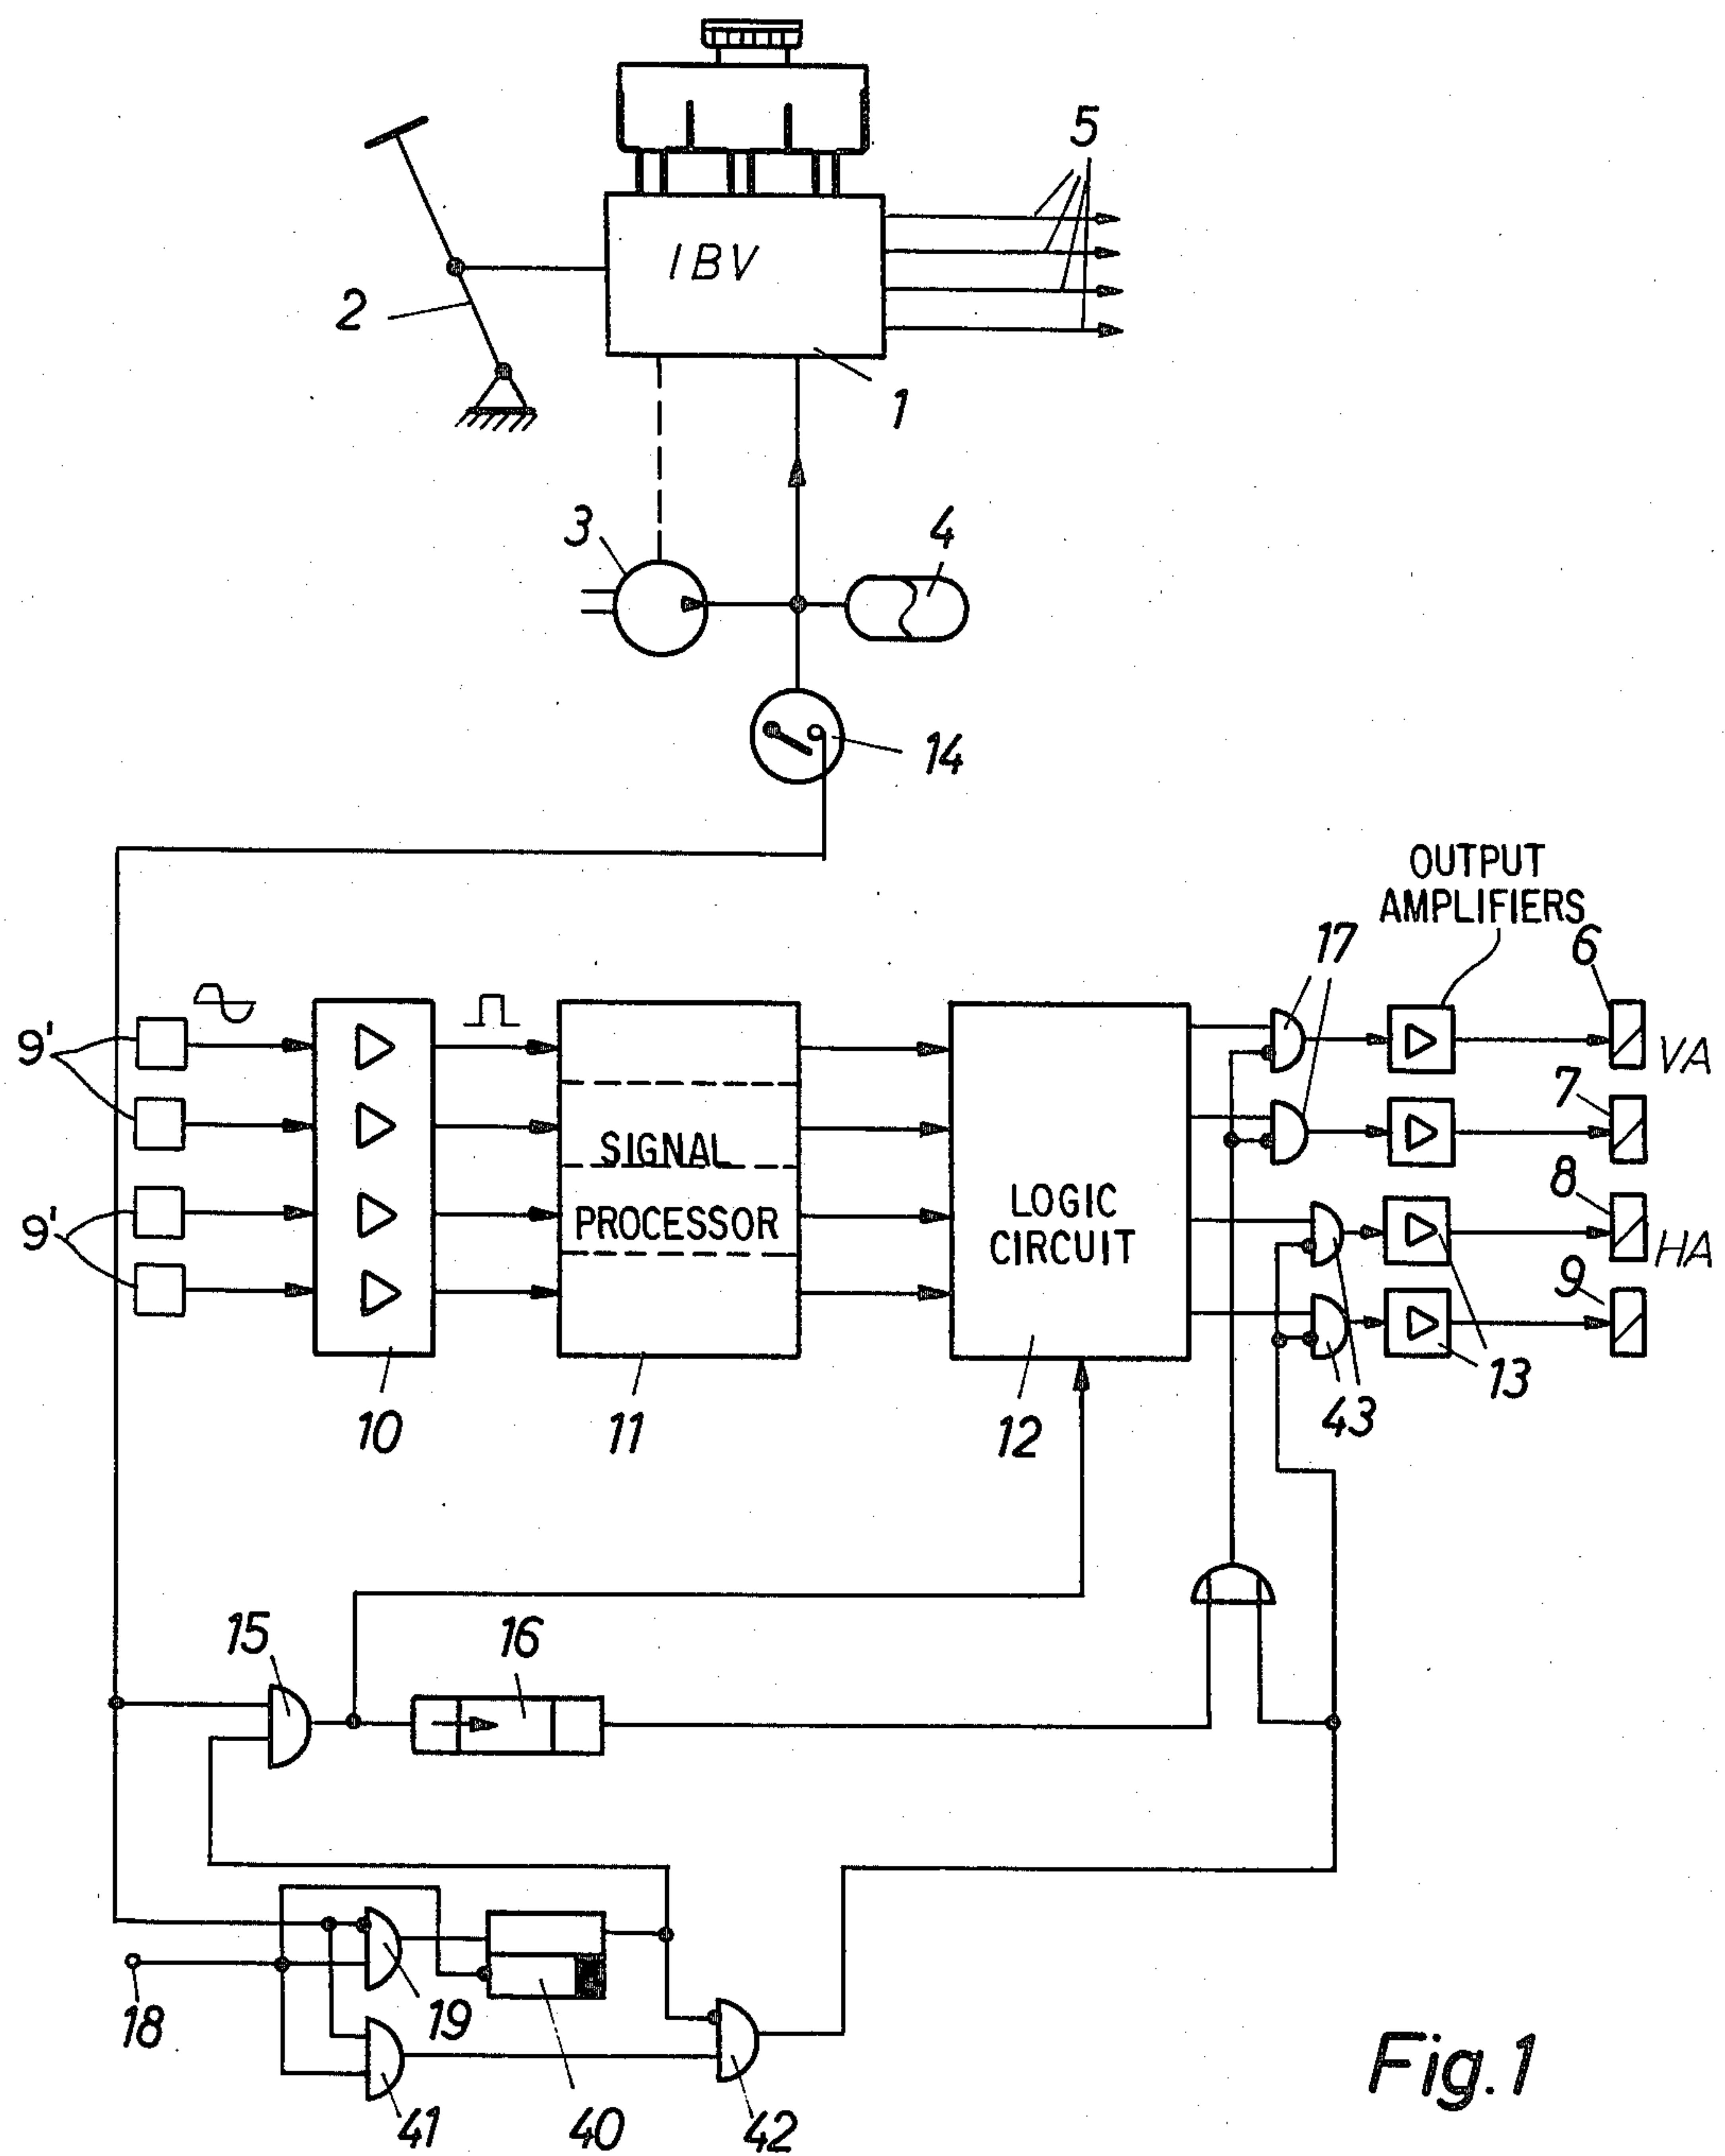 5
IBV
2
1
3
4
14
OUTPUT
AMPLIFIERS
17
6
9'
VA
7
SIGNAL
8
9'
PROCESSOR
LOGIC
CIRCUIT
HA
9
13
10
11
12
43
15
16
18
19
41
40
42
Fig.1